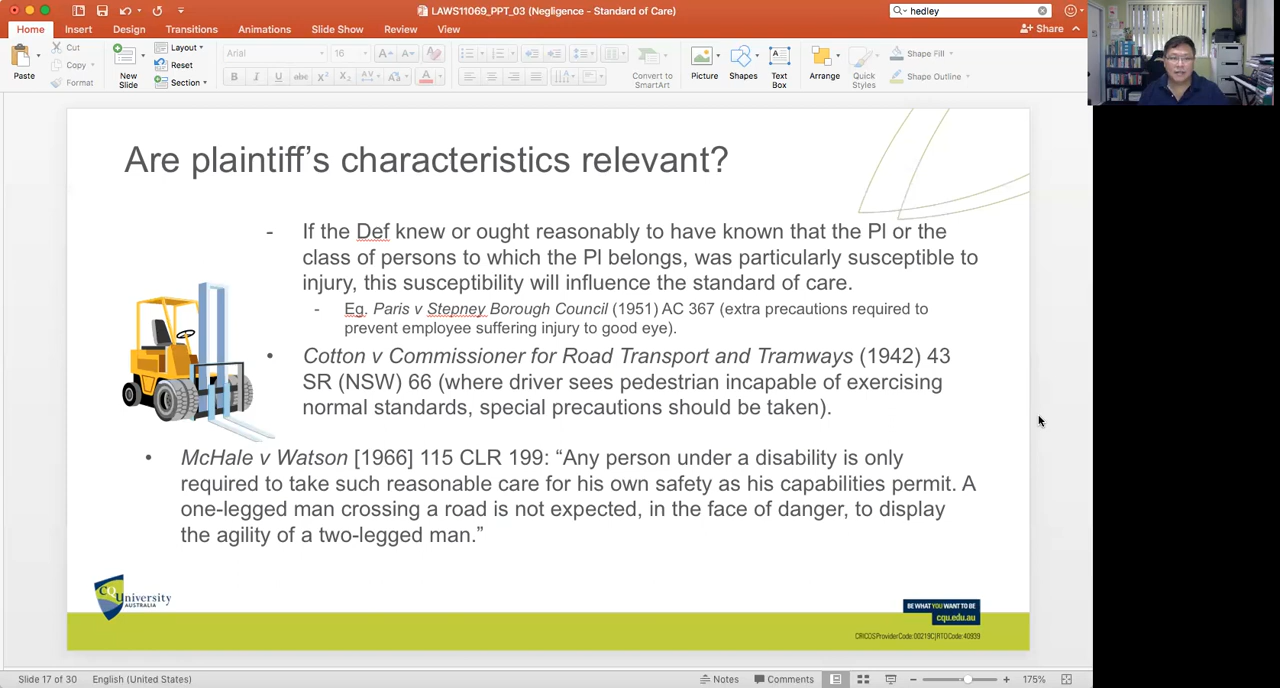 LAWS11069_PPT_03 (Negligence - Standard of Care)
hedley
Home Insert Design Transitions Animations Slide Show Review View
Share
Paste
Cut
Copy
Format
New
Slide
Layout
Reset
Section
Arial
16
B I U abc X² X₂ AV Aa A
Convert to
SmartArt
Picture
Shapes
Text
Box
Arrange
Quick
Styles
Shape Fill
Shape Outline
Are plaintiff’s characteristics relevant?
- If the Def knew or ought reasonably to have known that the Pl or the
class of persons to which the Pl belongs, was particularly susceptible to
injury, this susceptibility will influence the standard of care.
- Eg. Paris v Stepney Borough Council (1951) AC 367 (extra precautions required to
prevent employee suffering injury to good eye).
• Cotton v Commissioner for Road Transport and Tramways (1942) 43
SR (NSW) 66 (where driver sees pedestrian incapable of exercising
normal standards, special precautions should be taken).
• McHale v Watson [1966] 115 CLR 199: “Any person under a disability is only
required to take such reasonable care for his own safety as his capabilities permit. A
one-legged man crossing a road is not expected, in the face of danger, to display
the agility of a two-legged man.”
CQUniversity
AUSTRALIA
BE WHAT YOU WANT TO BE
cqu.edu.au
Slide 17 of 30 English (United States) Notes Comments 175%